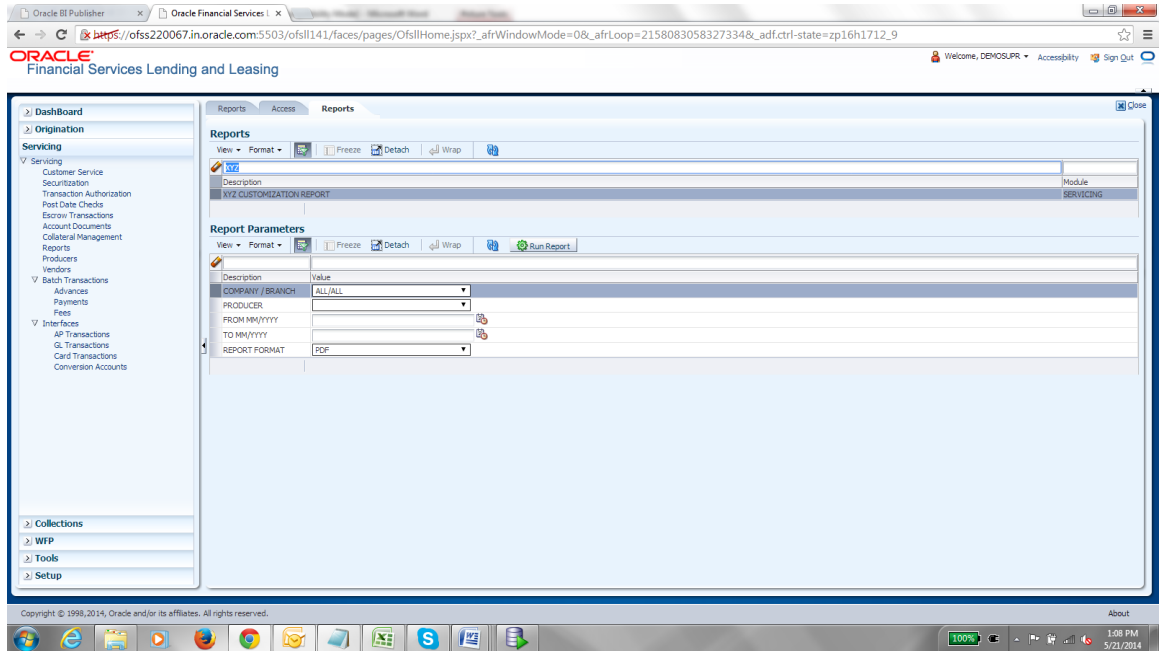 Oracle BI Publisher
Oracle Financial Services L
https://ofss220067.in.oracle.com:5503/ofsll141/faces/pages/OfsllHome.jspx?_afrWindowMode=0&_afrLoop=21580830583273348&_adf.ctrl-state=zp16h1712_9
ORACLE
Financial Services Lending and Leasing
Welcome, DEMOSUPR Accessibility Sign Out
DashBoard
Origination
Servicing
Servicing
Customer Service
Securitization
Transaction Authorization
Post Date Checks
Escrow Transactions
Account Documents
Collateral Management
Reports
Producers
Vendors
Batch Transactions
Advances
Payments
Fees
Interfaces
AP Transactions
GL Transactions
Card Transactions
Conversion Accounts
Collections
WFP
Tools
Setup
Reports Access Reports Close
Reports
View Format Freeze Detach Wrap
XYZ
Description Module
XYZ CUSTOMIZATION REPORT SERVICING
Report Parameters
View Format Freeze Detach Wrap Run Report
Description Value
COMPANY / BRANCH ALL/ALL
PRODUCER
FROM MM/YYYY
TO MM/YYYY
REPORT FORMAT PDF
Copyright © 1998,2014, Oracle and/or its affiliates. All rights reserved. About
100% 1:08 PM
5/21/2014